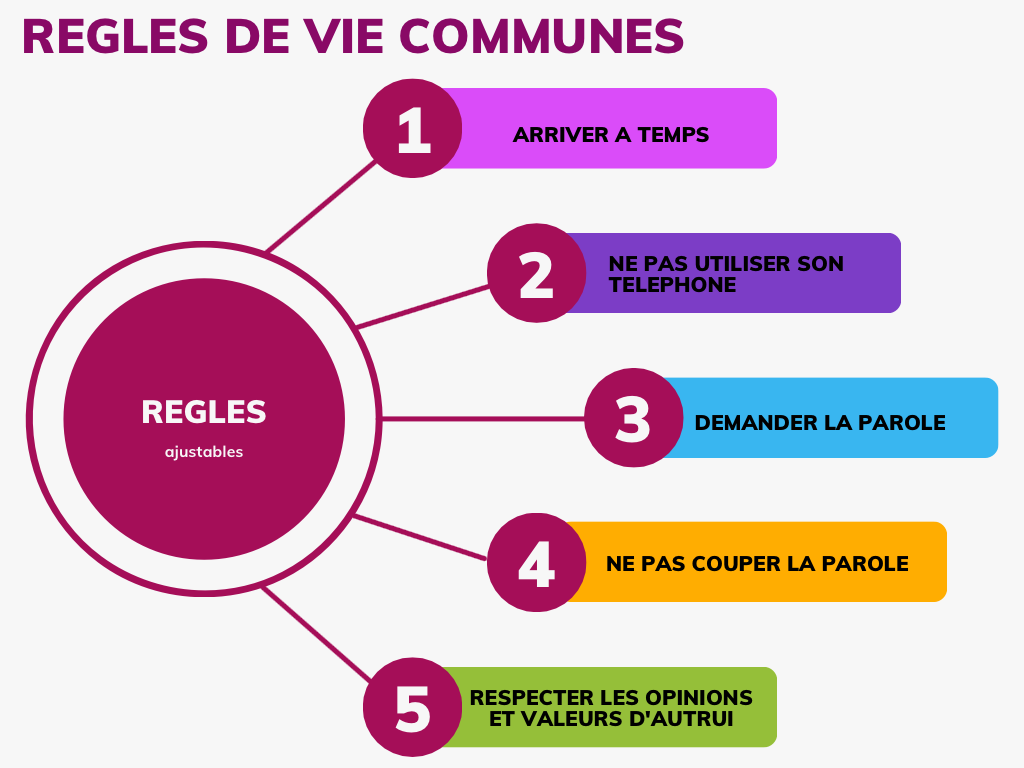 REGLES DE VIE COMMUNES
1
ARRIVER A TEMPS
2
NE PAS UTILISER SON
TELEPHONE
REGLES
ajustables
3
DEMANDER LA PAROLE
4
NE PAS COUPER LA PAROLE
5
RESPECTER LES OPINIONS
ET VALEURS D'AUTRUI